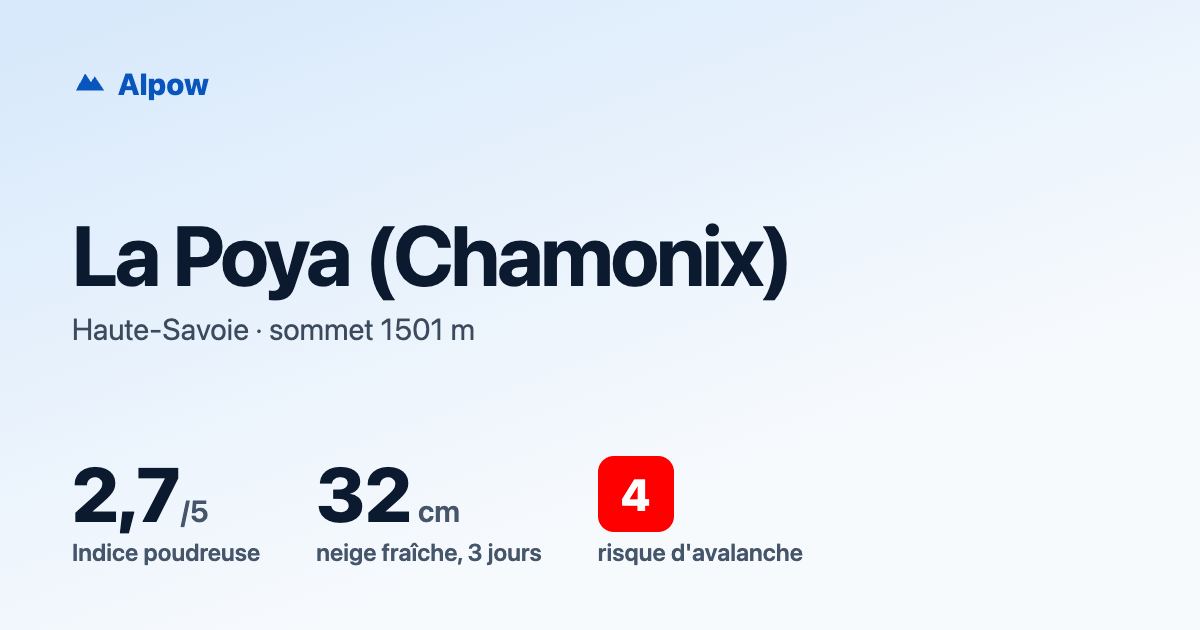 Alpow
La Poya (Chamonix)
Haute-Savoie · sommet 1501 m
2,7/5
Indice poudreuse
32 cm
neige fraîche, 3 jours
4
risque d'avalanche